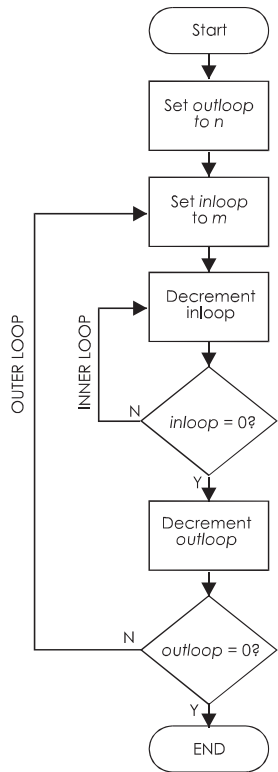 Start
Set outloop
to n
Set inloop
to m
Decrement
inloop
OUTER LOOP
INNER LOOP
N
inloop = 0?
Y
Decrement
outloop
N
outloop = 0?
Y
END